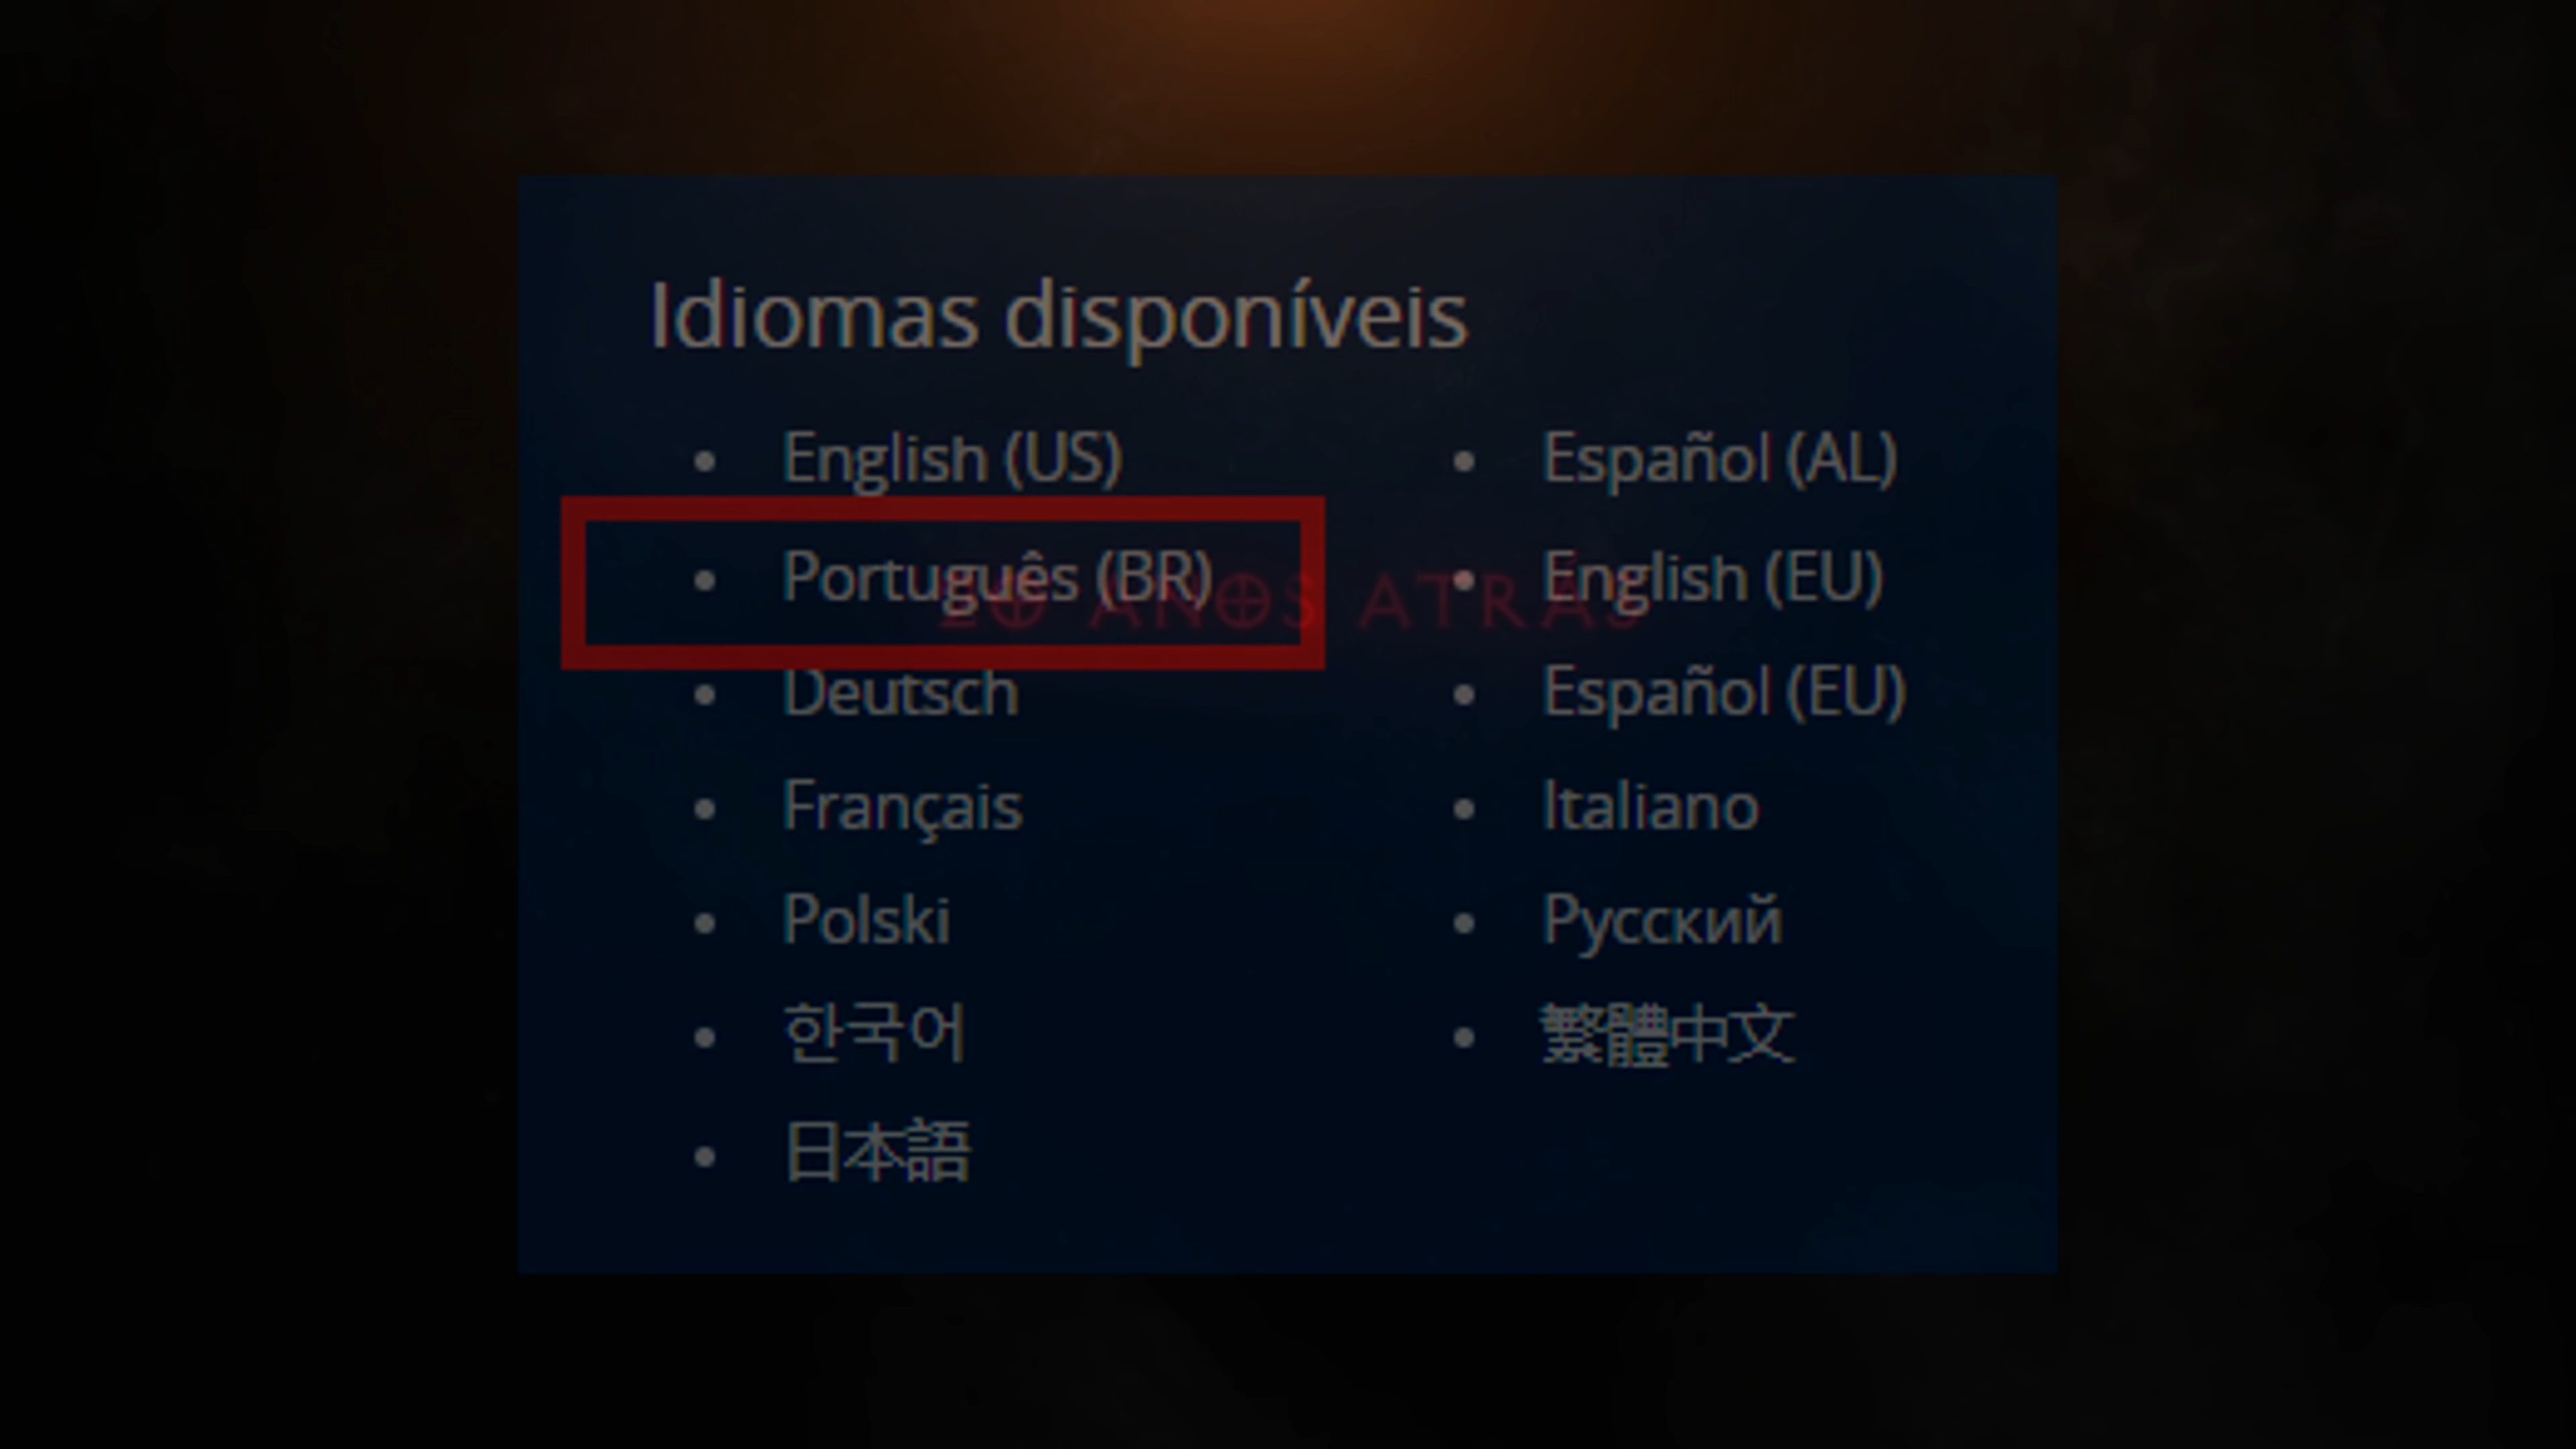 Idiomas disponíveis
English (US)
Português (BR)
Deutsch
Français
Polski
한국어
日本語
Español (AL)
English (EU)
Español (EU)
Italiano
Русский
繁體中文
20 ANOS ATRÁS